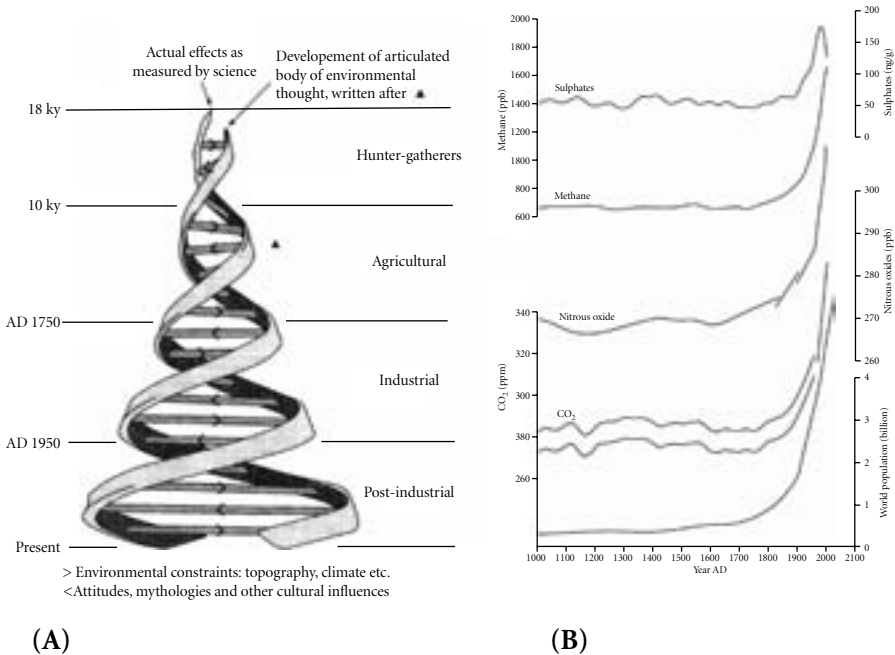 Actual effects as
measured by science
Developement of articulated
body of environmental
thought, written after ▲
18 ky
Hunter-gatherers
10 ky
Agricultural
AD 1750
Industrial
AD 1950
Post-industrial
Present
> Environmental constraints: topography, climate etc.
<Attitudes, mythologies and other cultural influences
(A)
Methane (ppb)
2000
1800
1600
1400
1200
1800
1800
600
Sulphates
Methane
Sulphates (ng/g)
200
150
100
50
0
Nitrous oxides (ppb)
300
290
280
270
260
Nitrous oxide
CO₂ (ppm)
340
320
300
380
260
CO₂
World population (billion)
4
3
2
1
0
1000 1100 1200 1300 1400 1500 1600 1700 1800 1900 2000 2100
Year AD
(B)